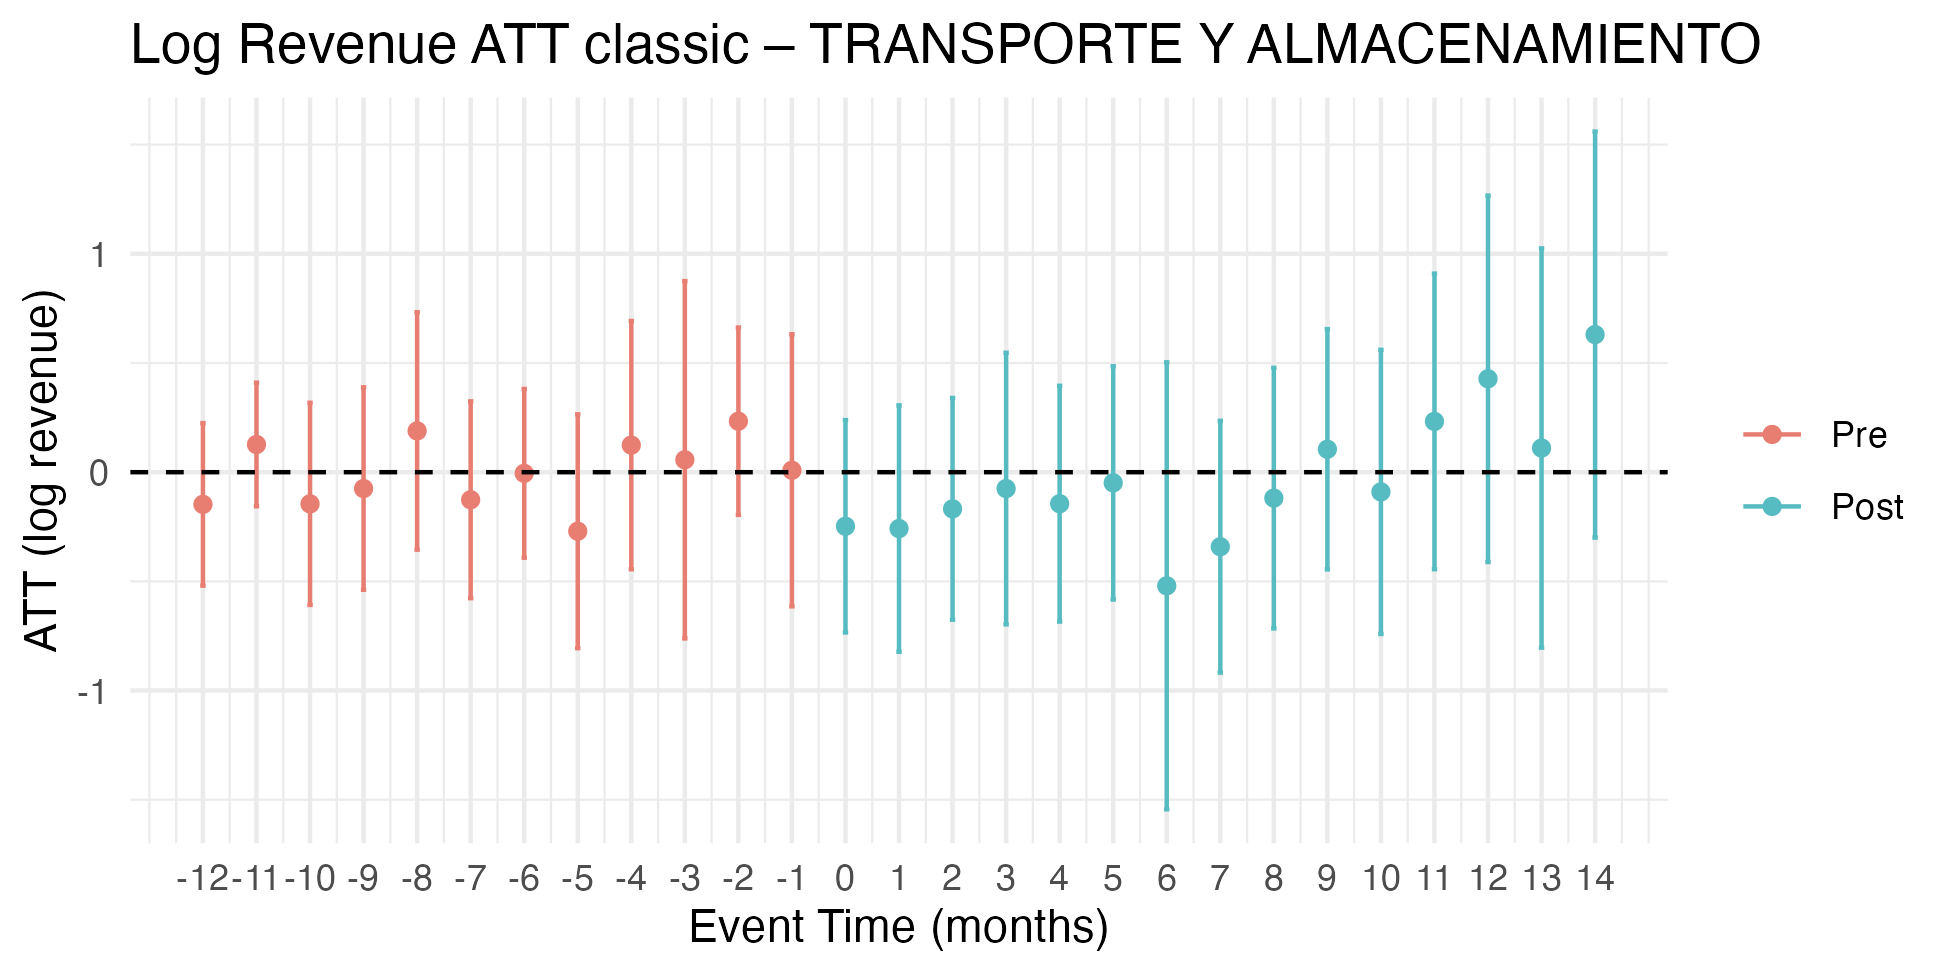 Log Revenue ATT classic – TRANSPORTE Y ALMACENAMIENTO
ATT (log revenue)
1
0
-1
-12 -11 -10 -9 -8 -7 -6 -5 -4 -3 -2 -1 0 1 2 3 4 5 6 7 8 9 10 11 12 13 14
Event Time (months)
Pre
Post